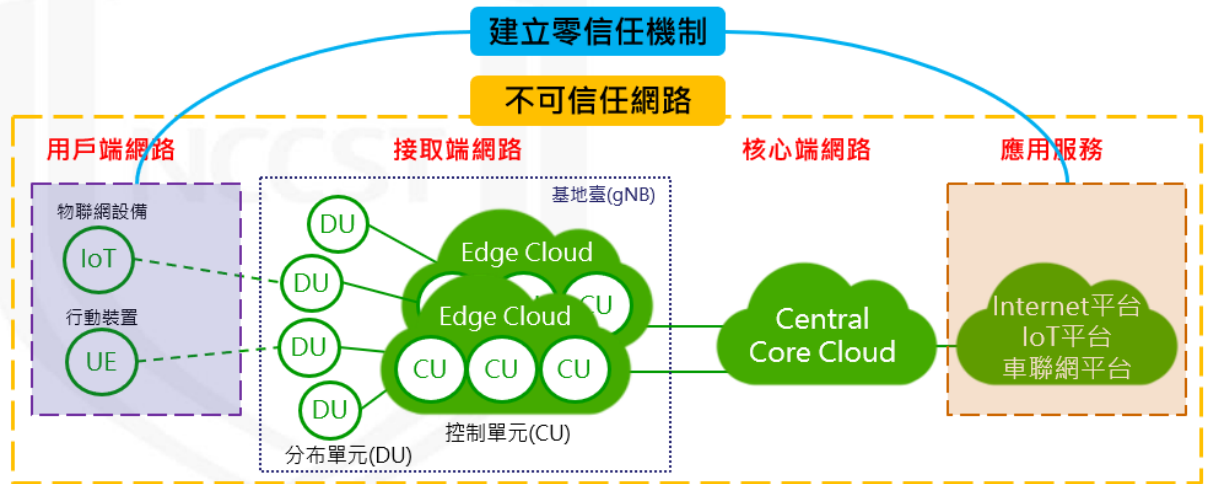 建立零信任機制
不可信任網路
用戶端網路
接取端網路
核心端網路
應用服務
NCCST
物聯網設備
IoT
行動裝置
UE
基地臺(gNB)
DU
DU
DU
DU
Edge Cloud
CU
Edge Cloud
CU
CU
CU
分布單元(DU)
控制單元(CU)
Central
Core Cloud
Internet平台
IoT平台
車聯網平台